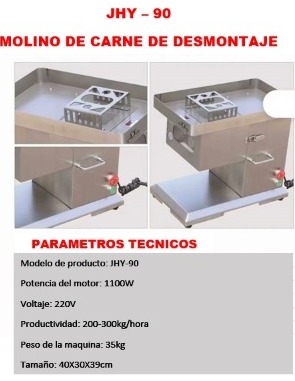 JHY – 90
MOLINO DE CARNE DE DESMONTAJE
PARAMETROS TECNICOS
Modelo de producto: JHY-90
Potencia del motor: 1100W
Voltaje: 220V
Productividad: 200-300kg/hora
Peso de la maquina: 35kg
Tamaño: 40X30X39cm